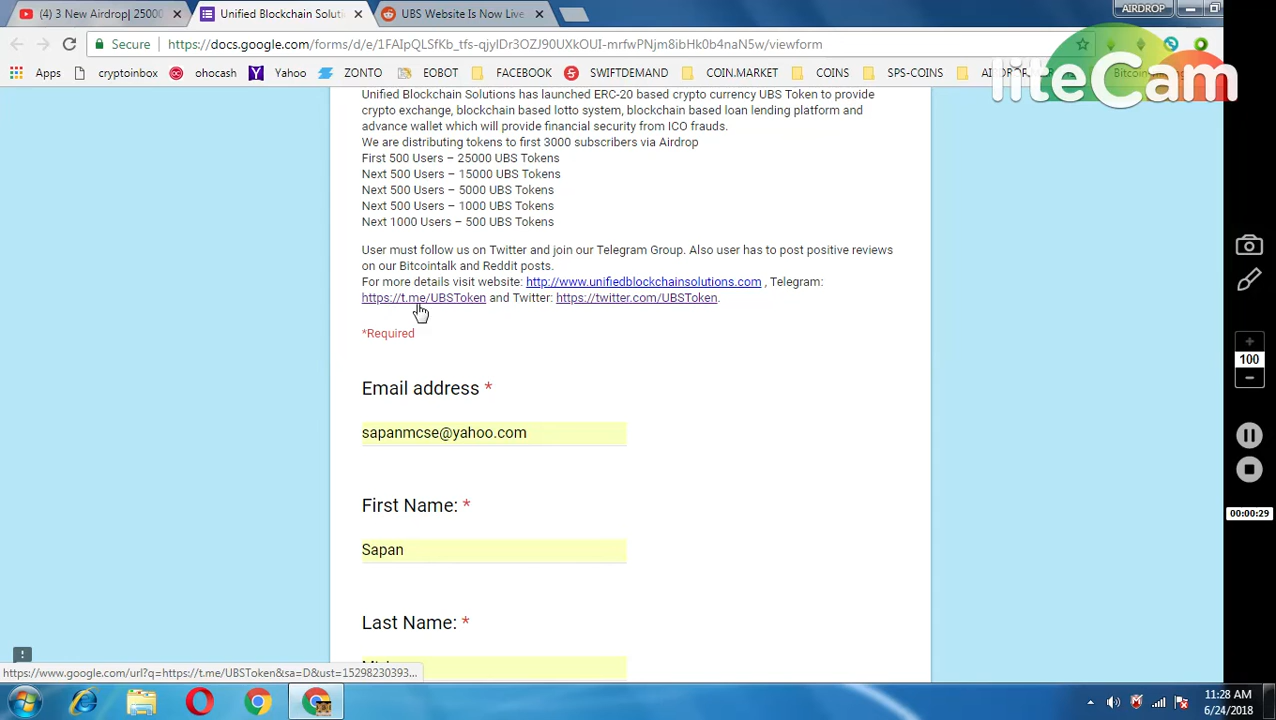 (4) 3 New Airdrop| 25000
Unified Blockchain Soluti
UBS Website Is Now Live
AIRDROP
Secure
https://docs.google.com/forms/d/e/1FAIpQLSfKb_tfs-qjyIDr3OZJ90UXkOUI-mrfwPNjm8ibHk0b4naN5w/viewform
Apps
cryptoinbox
ohocash
Yahoo
ZONTO
EOBOT
FACEBOOK
SWIFTDEMAND
COIN.MARKET
COINS
SPS-COINS
liteCam
Unified Blockchain Solutions has launched ERC-20 based crypto currency UBS Token to provide
crypto exchange, blockchain based lotto system, blockchain based loan lending platform and
advance wallet which will provide financial security from ICO frauds.
We are distributing tokens to first 3000 subscribers via Airdrop
First 500 Users – 25000 UBS Tokens
Next 500 Users – 15000 UBS Tokens
Next 500 Users – 5000 UBS Tokens
Next 500 Users – 1000 UBS Tokens
Next 1000 Users – 500 UBS Tokens
User must follow us on Twitter and join our Telegram Group. Also user has to post positive reviews
on our Bitcointalk and Reddit posts.
For more details visit website: http://www.unifiedblockchainsolutions.com , Telegram:
https://t.me/UBSToken and Twitter: https://twitter.com/UBSToken.
*Required
Email address *
sapanmcse@yahoo.com
First Name: *
Sapan
Last Name: *
100
00:00:29
https://www.google.com/url?q=https://t.me/UBSToken&sa=D&ust=15298230393...
11:28 AM
6/24/2018